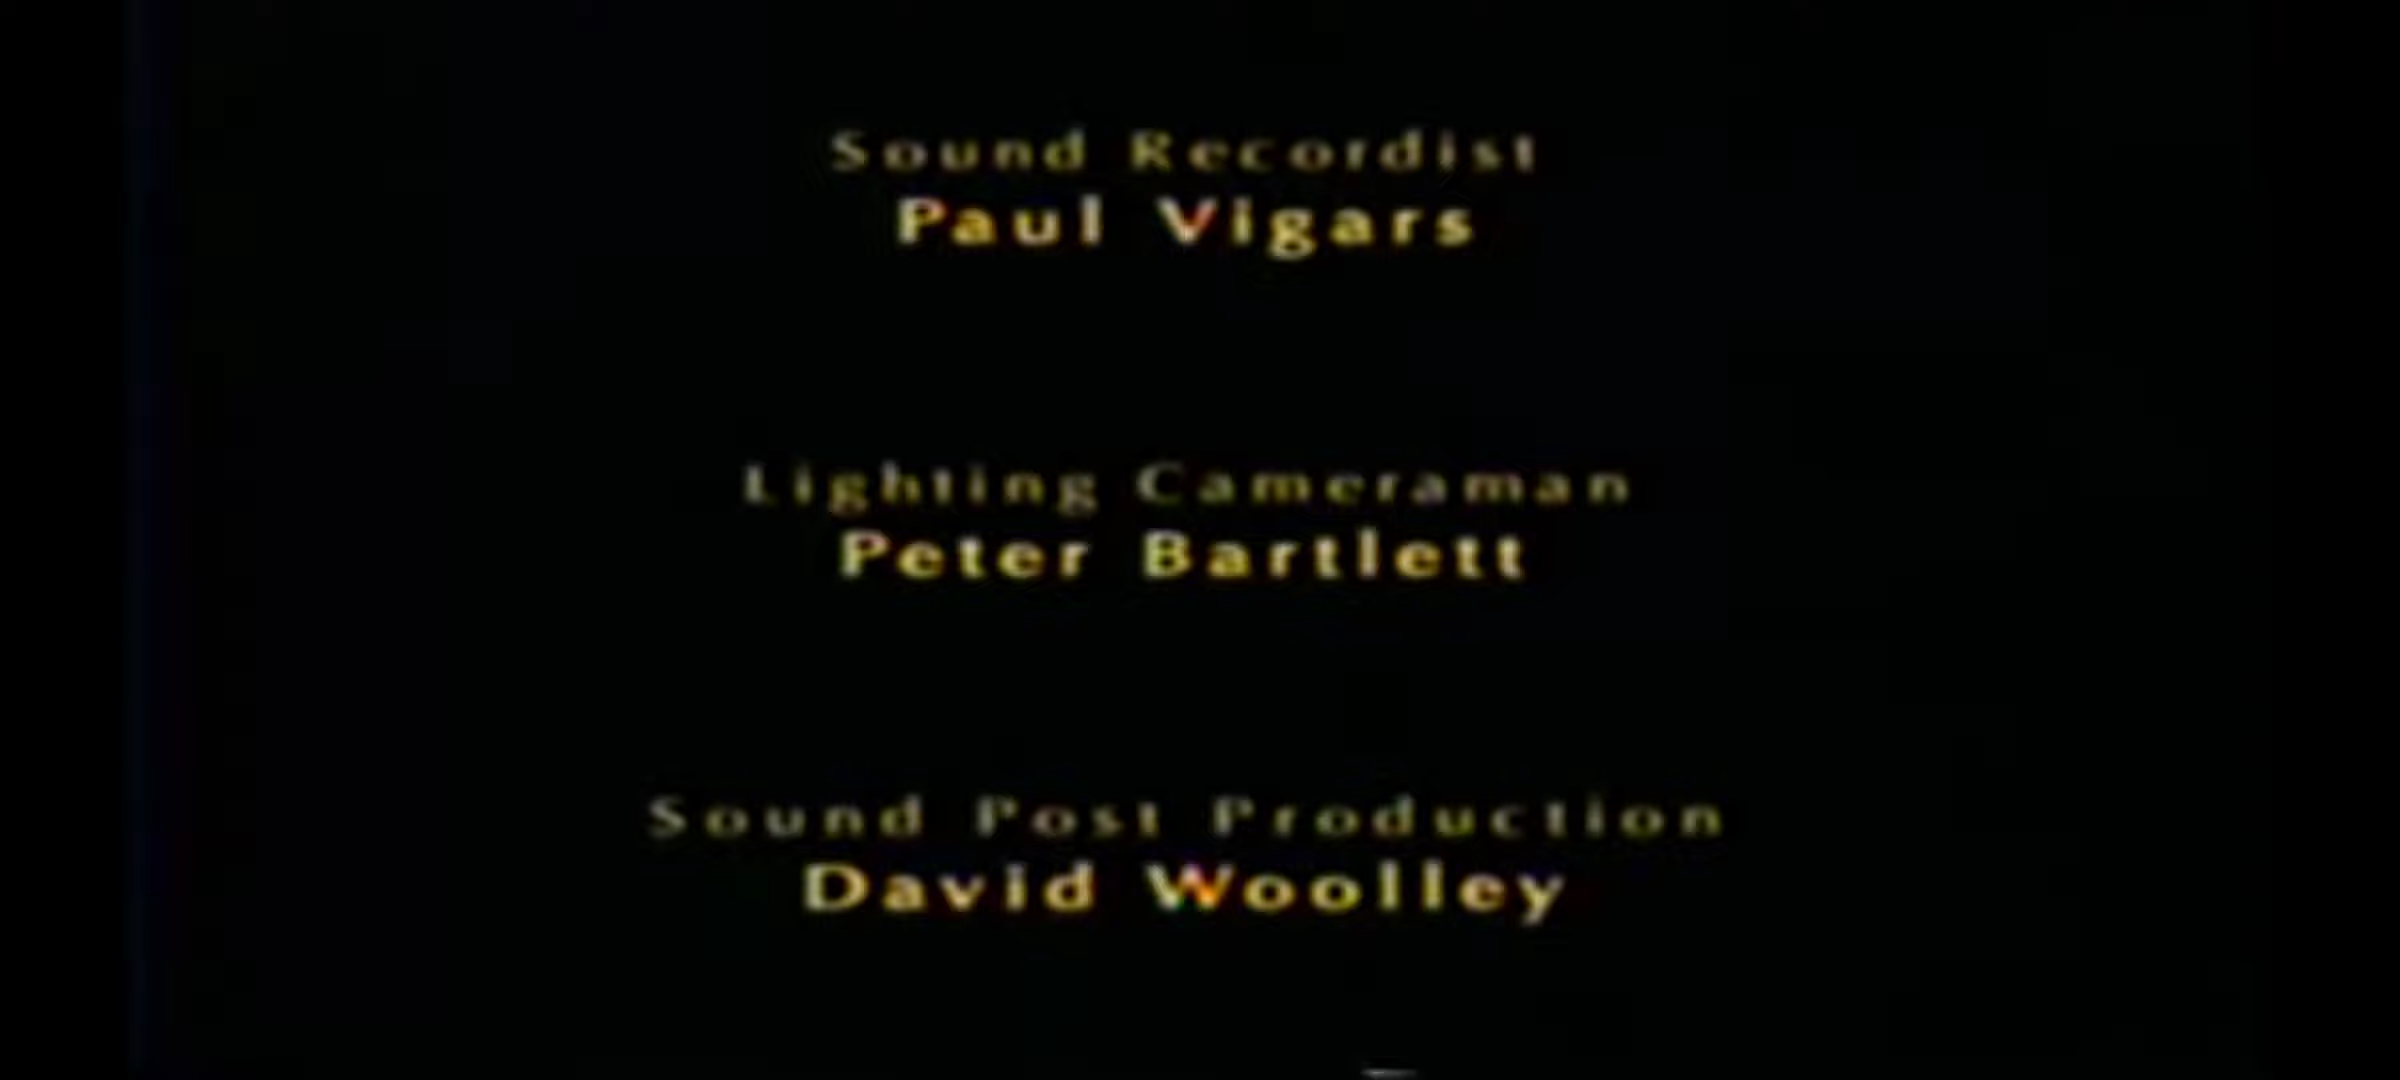 Sound Recordist
Paul Vigars
Lighting Cameraman
Peter Bartlett
Sound Post Production
David Woolley